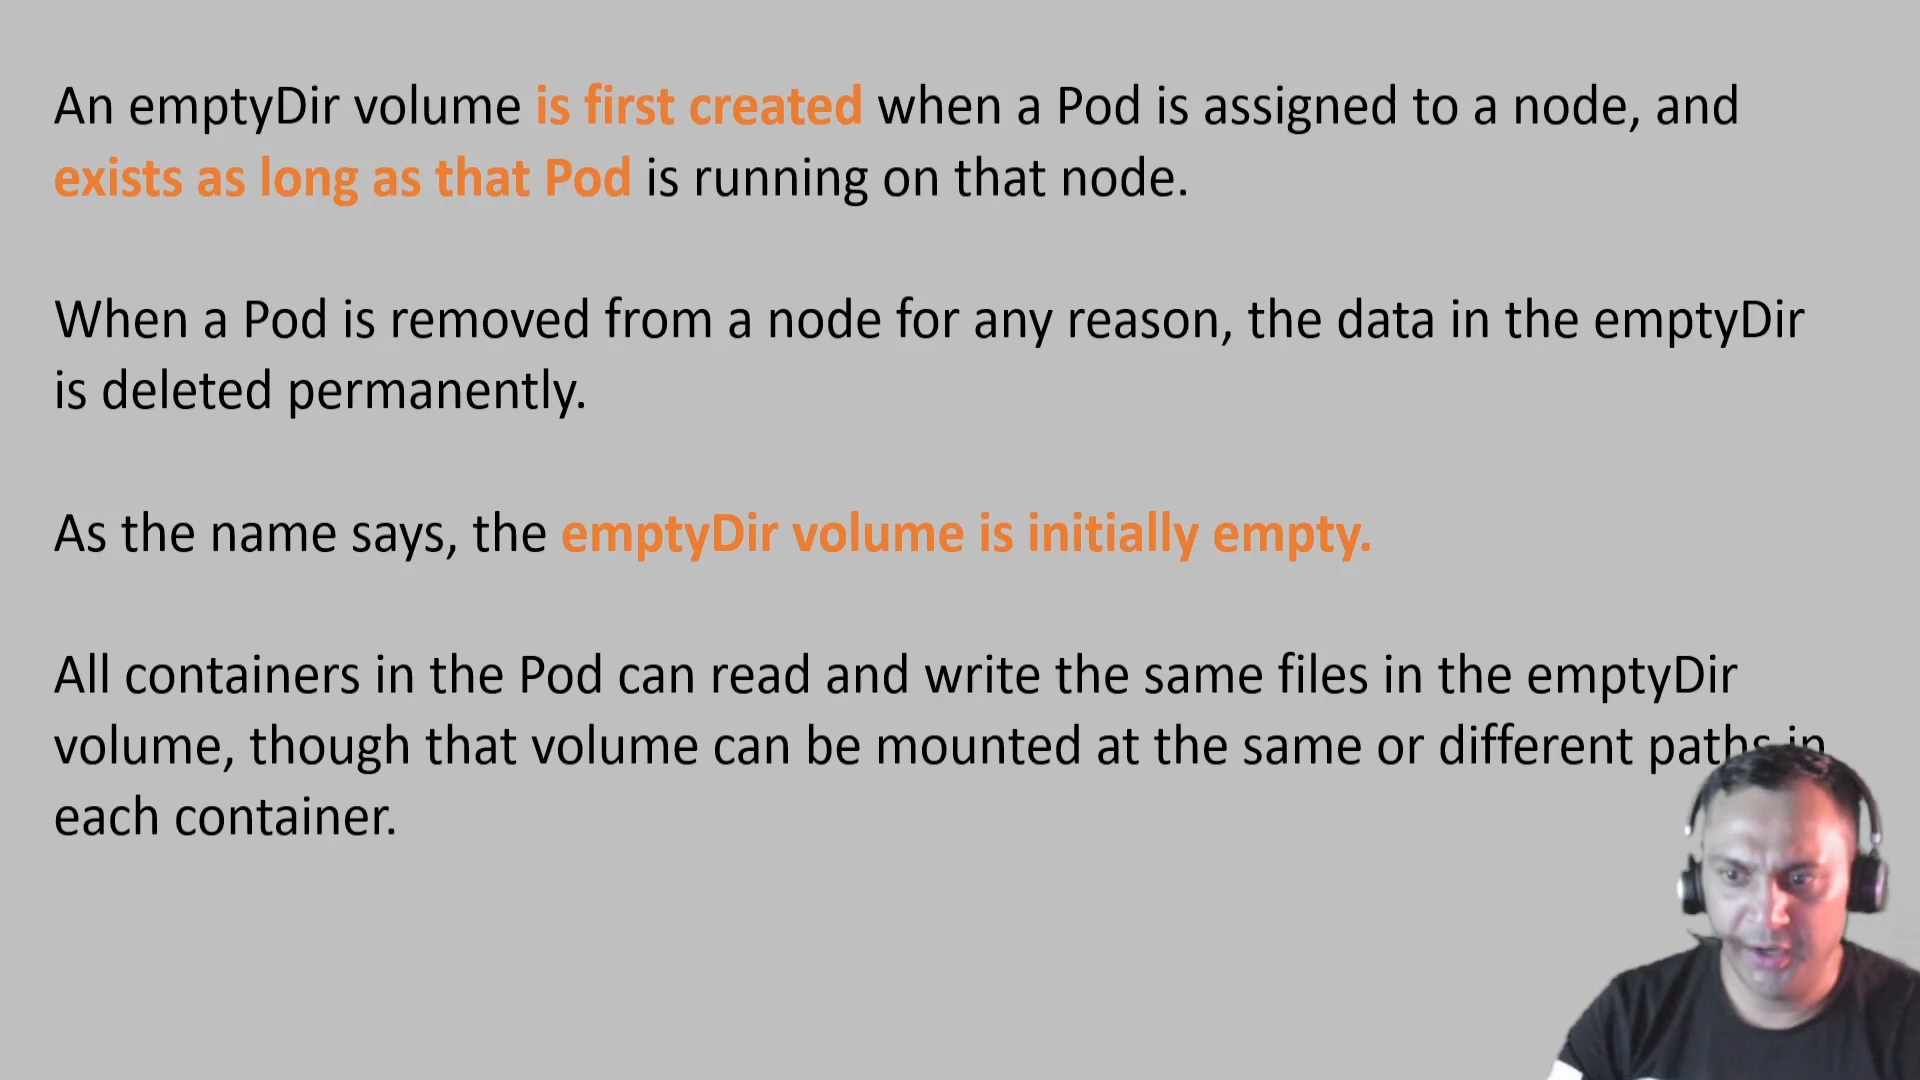 An emptyDir volume is first created when a Pod is assigned to a node, and
exists as long as that Pod is running on that node.
When a Pod is removed from a node for any reason, the data in the emptyDir
is deleted permanently.
As the name says, the emptyDir volume is initially empty.
All containers in the Pod can read and write the same files in the emptyDir
volume, though that volume can be mounted at the same or different paths in
each container.